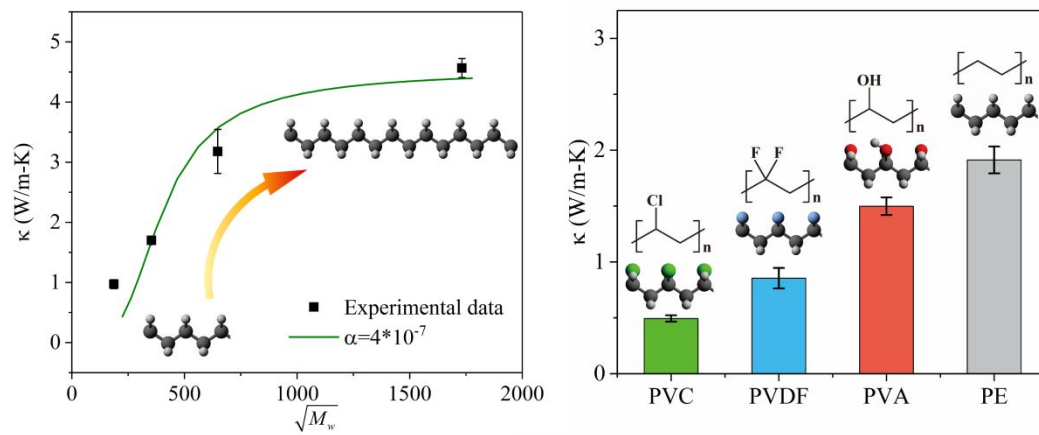 κ (W/m-K)
5
4
3
2
1
0
Experimental data
α=4*10⁻⁷
0
500
1000
1500
2000
√M_w
κ (W/m-K)
3
2
1
0
Cl
n
F F
n
OH
n
n
PVC
PVDF
PVA
PE